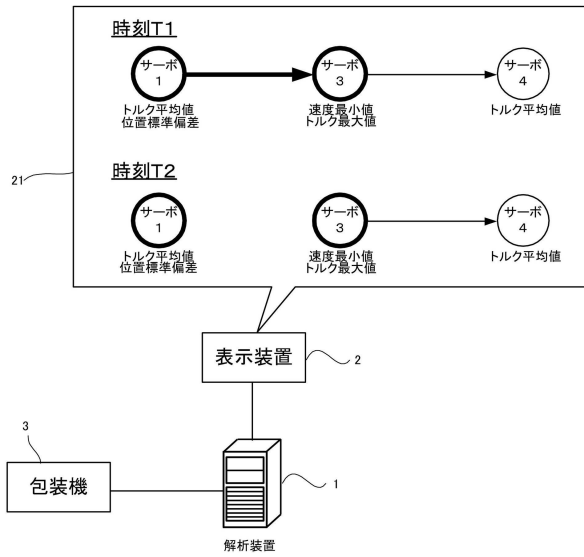 時刻T1
サーボ
1
トルク平均値
位置標準偏差
サーボ
3
速度最小値
トルク最大値
サーボ
4
トルク平均値
時刻T2
サーボ
1
トルク平均値
位置標準偏差
サーボ
3
速度最小値
トルク最大値
サーボ
4
トルク平均値
21
表示装置
2
3
包装機
1
解析装置